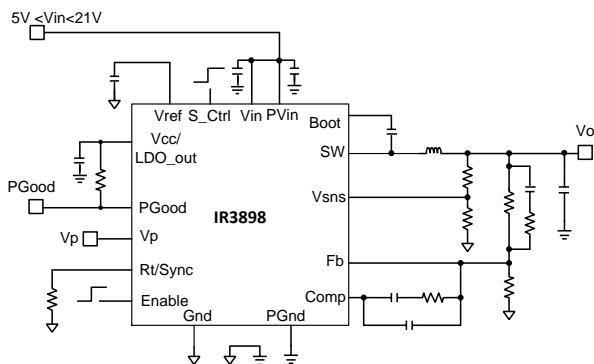 5V <Vin<21V
Vref S_Ctrl Vin PVin
Boot
Vcc/
LDO_out
SW
Vo
PGood
PGood
Vsns
IR3898
Vp
Vp
Rt/Sync
Fb
Enable
Comp
Gnd PGnd